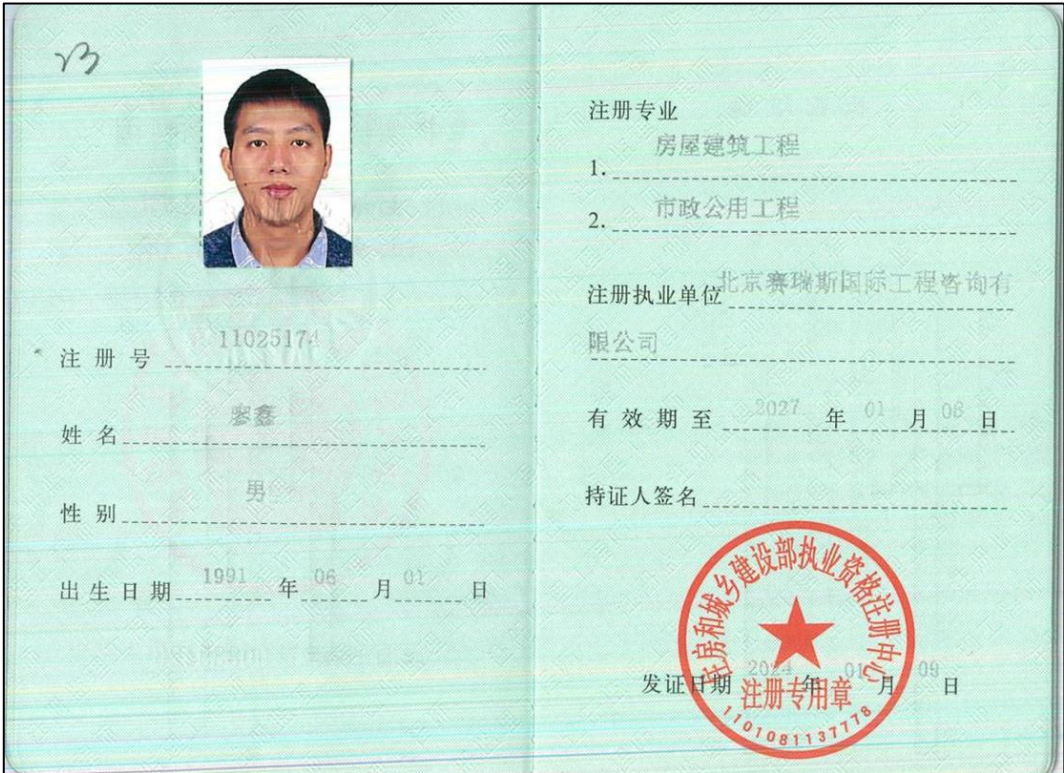 23
注册号 11025174
姓名 廖鑫
性别 男
出生日期 1991 年 06 月 01 日
注册专业
1. 房屋建筑工程
2. 市政公用工程
注册执业单位 北京赛瑞斯国际工程咨询有
限公司
有效期至 2027 年 01 月 08 日
持证人签名
住房和城乡建设部执业资格注册中心
发证日期 2024 年 01 月 09 日
注册专用章
1101081137778